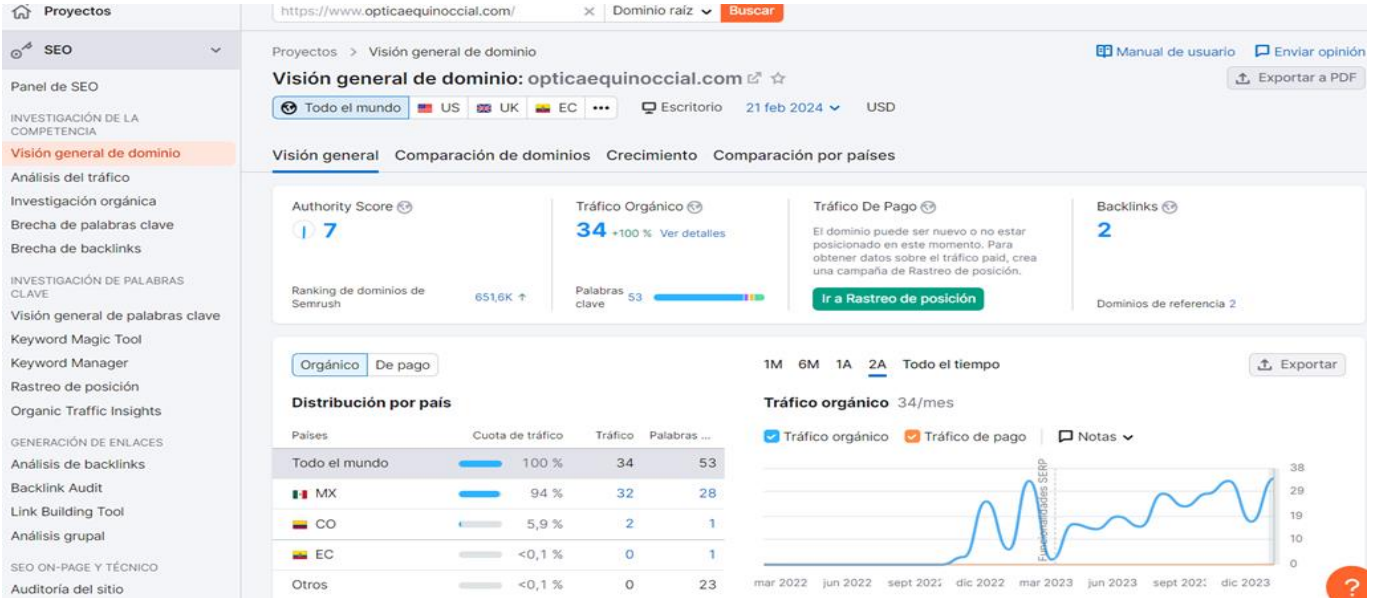 Proyectos
https://www.opticaequinoccial.com/ × Dominio raíz Buscar
SEO
Panel de SEO
INVESTIGACIÓN DE LA
COMPETENCIA
Visión general de dominio
Análisis del tráfico
Investigación orgánica
Brecha de palabras clave
Brecha de backlinks
INVESTIGACIÓN DE PALABRAS
CLAVE
Visión general de palabras clave
Keyword Magic Tool
Keyword Manager
Rastreo de posición
Organic Traffic Insights
GENERACIÓN DE ENLACES
Análisis de backlinks
Backlink Audit
Link Building Tool
Análisis grupal
SEO ON-PAGE Y TÉCNICO
Auditoría del sitio
Proyectos > Visión general de dominio
Manual de usuario Enviar opinión
Visión general de dominio: opticaequinoccial.com
Exportar a PDF
Todo el mundo US UK EC ••• Escritorio 21 feb 2024 USD
Visión general Comparación de dominios Crecimiento Comparación por países
Authority Score
7
Ranking de dominios de
Semrush
651,6K ↑
Tráfico Orgánico
34 +100 % Ver detalles
Palabras
clave
53
Tráfico De Pago
El dominio puede ser nuevo o no estar
posicionado en este momento. Para
obtener datos sobre el tráfico paid, crea
una campaña de Rastreo de posición.
Ir a Rastreo de posición
Backlinks
2
Dominios de referencia 2
Orgánico De pago
Distribución por país
Países Cuota de tráfico Tráfico Palabras ...
Todo el mundo 100 % 34 53
MX 94 % 32 28
CO 5,9 % 2 1
EC <0,1 % 0 1
Otros <0,1 % 0 23
1M 6M 1A 2A Todo el tiempo
Exportar
Tráfico orgánico 34/mes
Tráfico orgánico Tráfico de pago Notas
Funcionalidades SERP
38
29
19
10
0
mar 2022 jun 2022 sept 202 dic 2022 mar 2023 jun 2023 sept 202 dic 2023
?